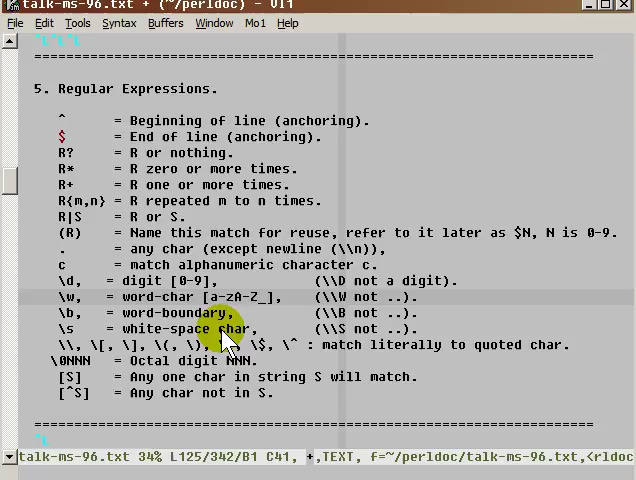 talk-ms-96.txt + (~/perldoc) - VI1
File Edit Tools Syntax Buffers Window Mo1 Help
^L^L^L
======================================================================
5. Regular Expressions.
^ = Beginning of line (anchoring).
$ = End of line (anchoring).
R? = R or nothing.
R* = R zero or more times.
R+ = R one or more times.
R{m,n} = R repeated m to n times.
R|S = R or S.
(R) = Name this match for reuse, refer to it later as $N, N is 0-9.
. = any char (except newline (\\n)),
c = match alphanumeric character c.
\d, = digit [0-9], (\\D not a digit).
\w, = word-char [a-zA-Z_], (\\W not ..).
\b, = word-boundary, (\\B not ..).
\s = white-space char, (\\S not ..).
\\, \[, \], \(, \), \$, \^ : match literally to quoted char.
\0NNN = Octal digit NNN.
[S] = Any one char in string S will match.
[^S] = Any char not in S.
======================================================================
^L
talk-ms-96.txt 34% L125/342/B1 C41, +,TEXT, f=~/perldoc/talk-ms-96.txt,<rldoc